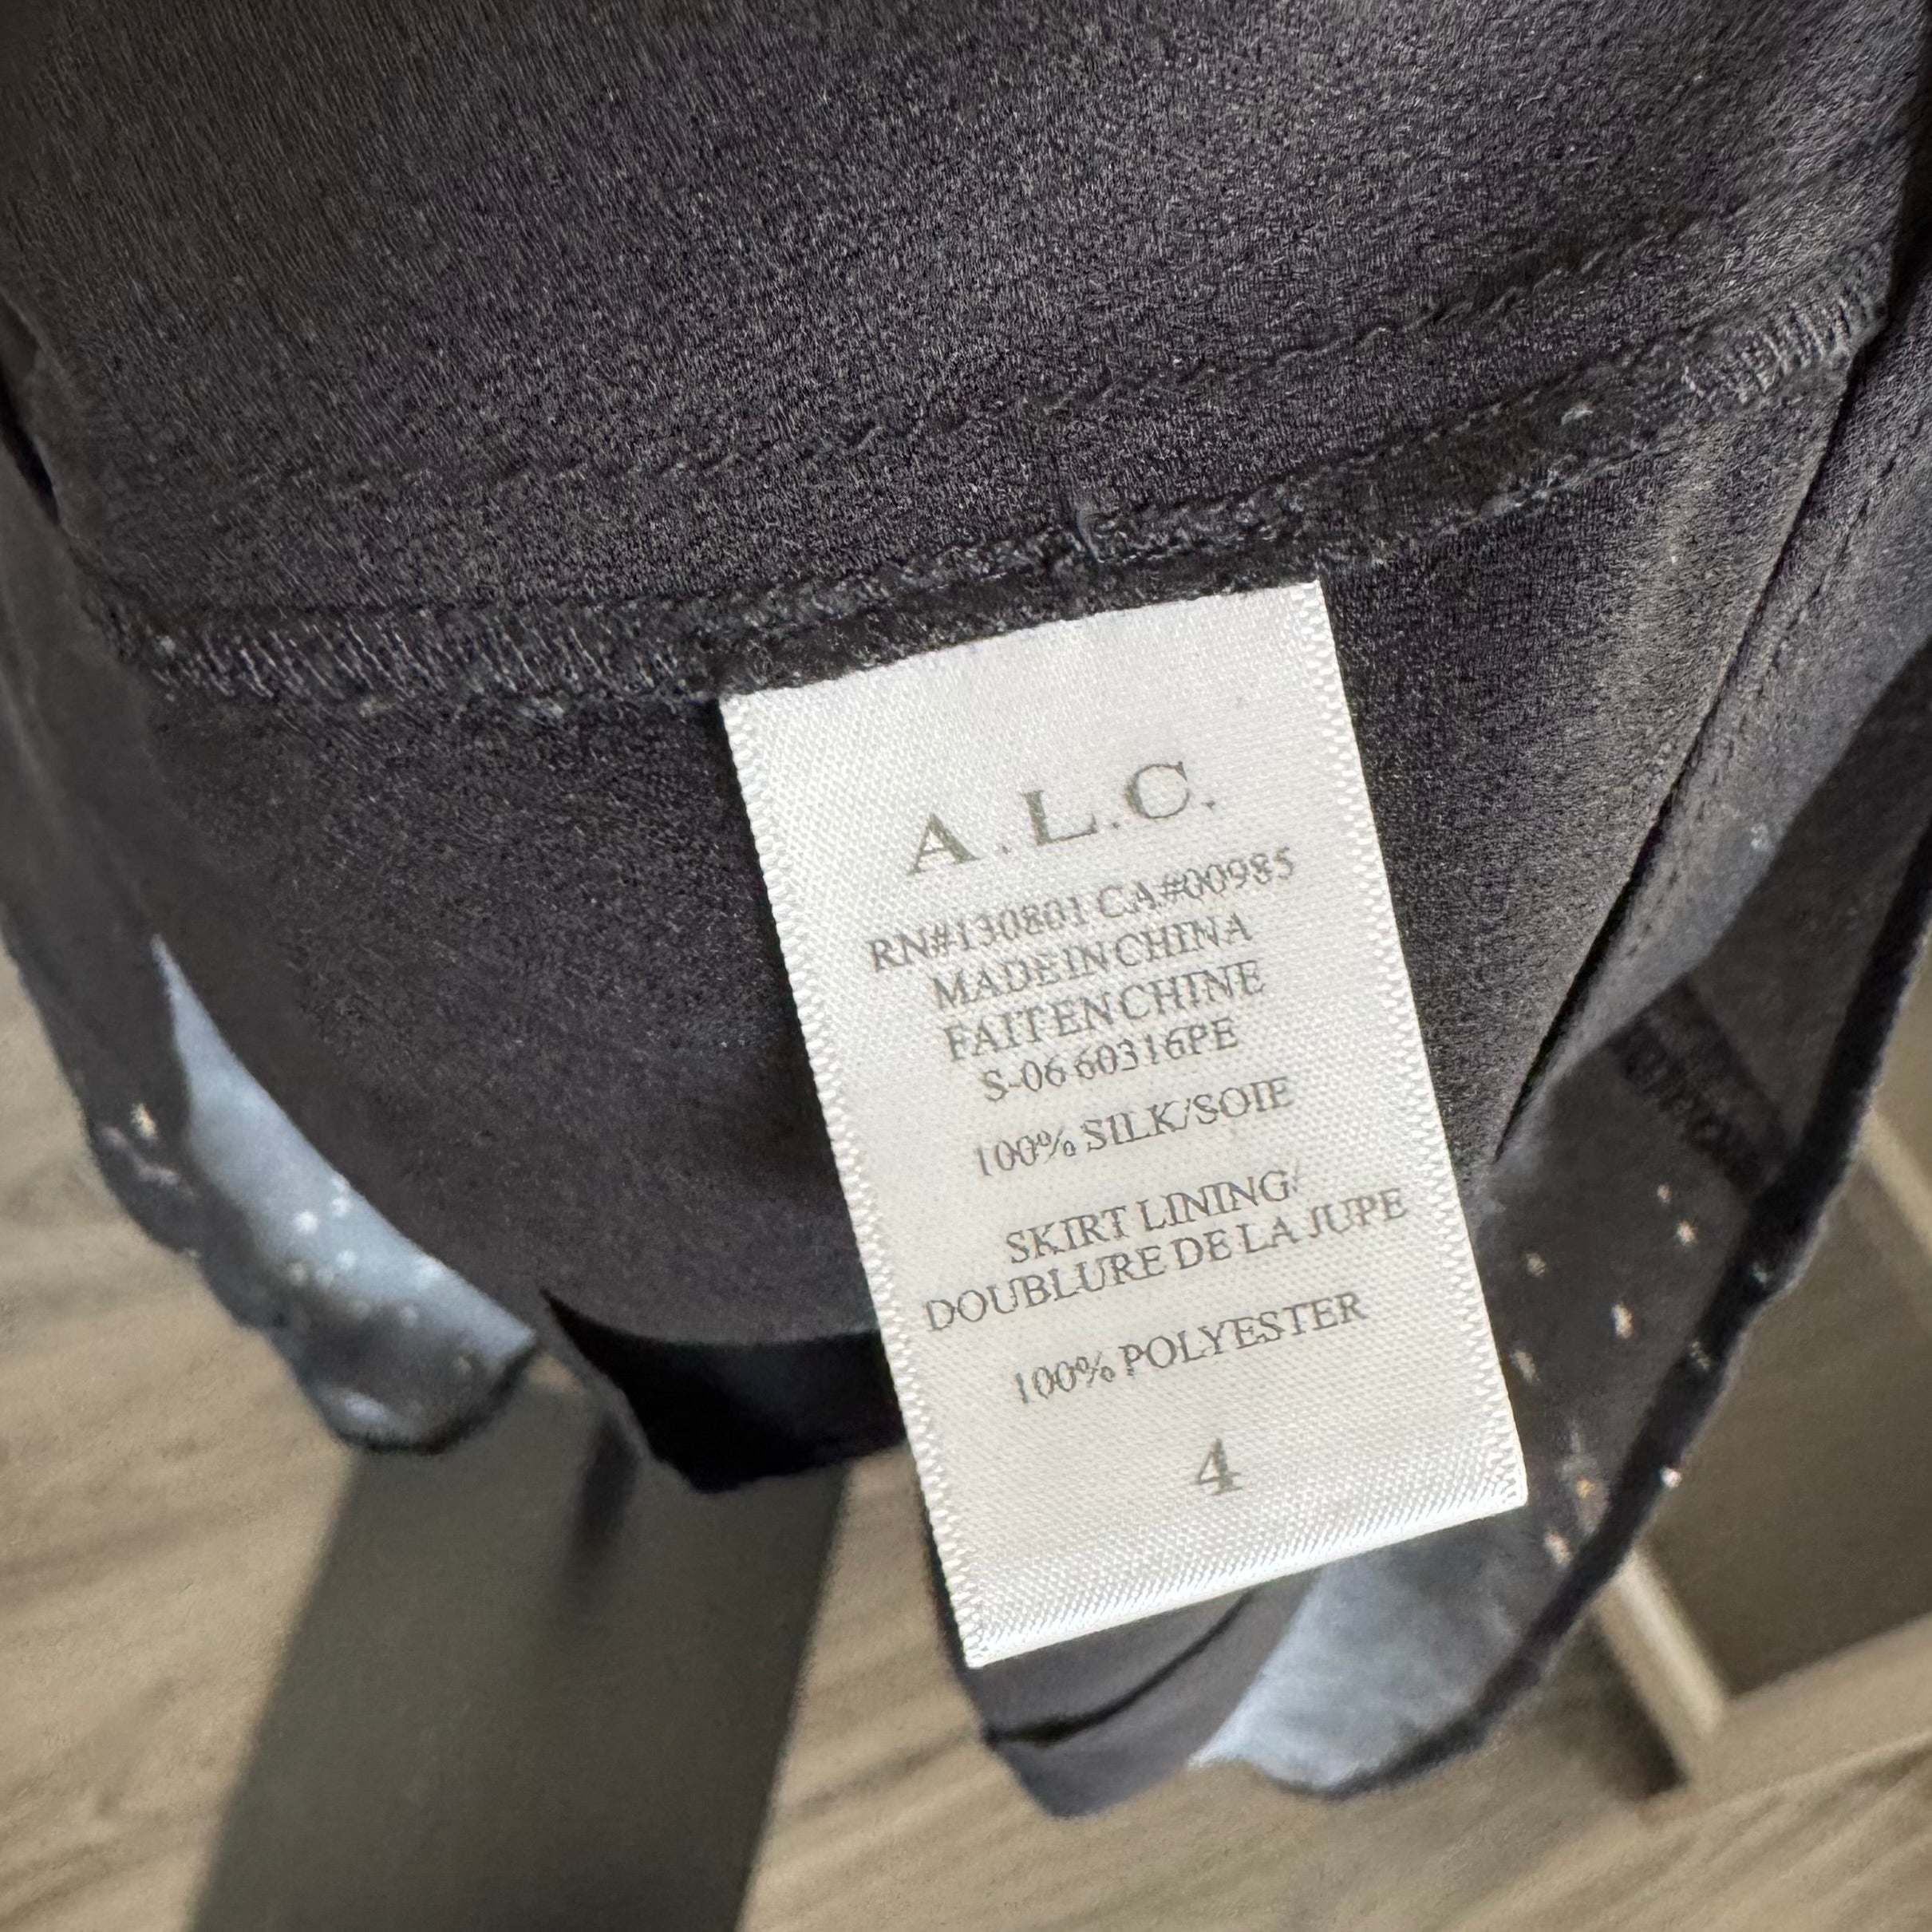 A.L.C.
RN#130801 CA#00985
MADE IN CHINA
FAIT EN CHINE
S-06 60316PE
100% SILK/SOIE
SKIRT LINING/
DOUBLURE DE LA JUPE
100% POLYESTER
4